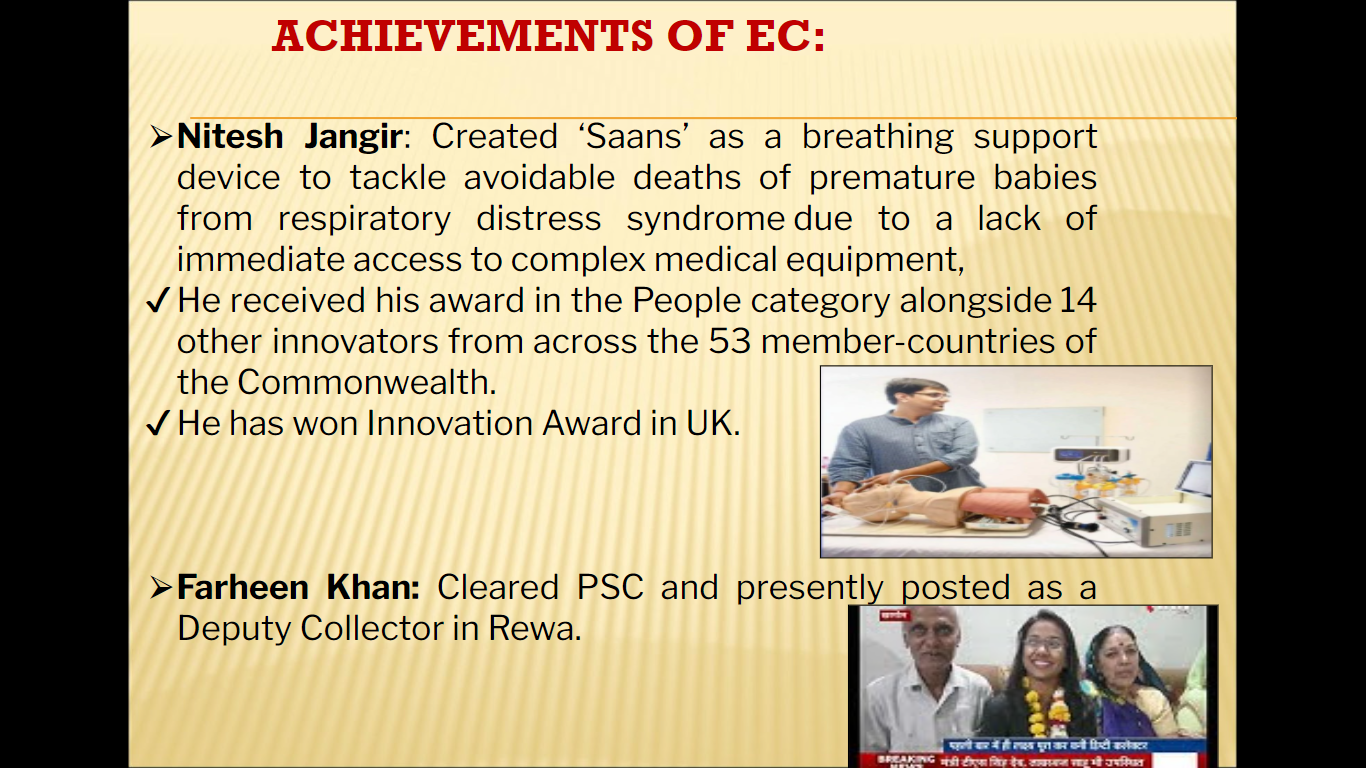 ACHIEVEMENTS OF EC:
➢Nitesh Jangir: Created ‘Saans’ as a breathing support
device to tackle avoidable deaths of premature babies
from respiratory distress syndrome due to a lack of
immediate access to complex medical equipment,
✓He received his award in the People category alongside 14
other innovators from across the 53 member-countries of
the Commonwealth.
✓He has won Innovation Award in UK.
➢Farheen Khan: Cleared PSC and presently posted as a
Deputy Collector in Rewa.
पहली बार में ही लक्ष्य पूरा कर बनी डिप्टी कलेक्टर
BREAKING
NEWS
मंत्री टीएस सिंह देव, ताम्रध्वज साहू भी उपस्थित